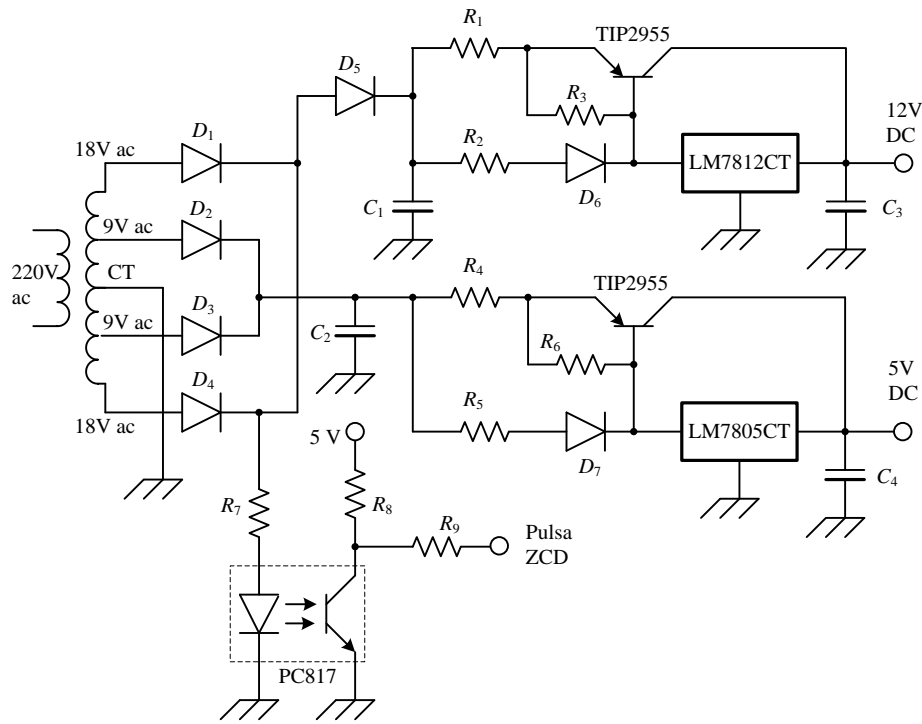 R1
TIP2955
D5
R3
12V
DC
D1
18V ac
R2
LM7812CT
D6
C1
C3
D2
9V ac
220V
ac
CT
R4
TIP2955
D3
9V ac
C2
R6
5V
DC
D4
18V ac
R5
LM7805CT
D7
5 V
C4
R7
R8
R9
Pulsa
ZCD
PC817